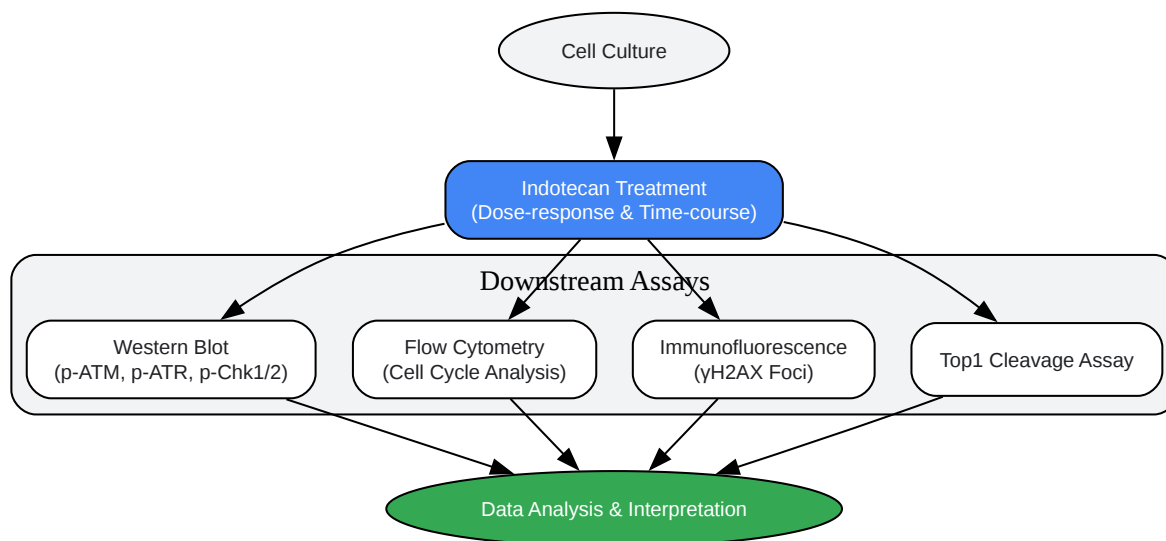 Cell Culture
Indotecan Treatment
(Dose-response & Time-course)
Downstream Assays
Western Blot
(p-ATM, p-ATR, p-Chk1/2)
Flow Cytometry
(Cell Cycle Analysis)
Immunofluorescence
(γH2AX Foci)
Top1 Cleavage Assay
Data Analysis & Interpretation